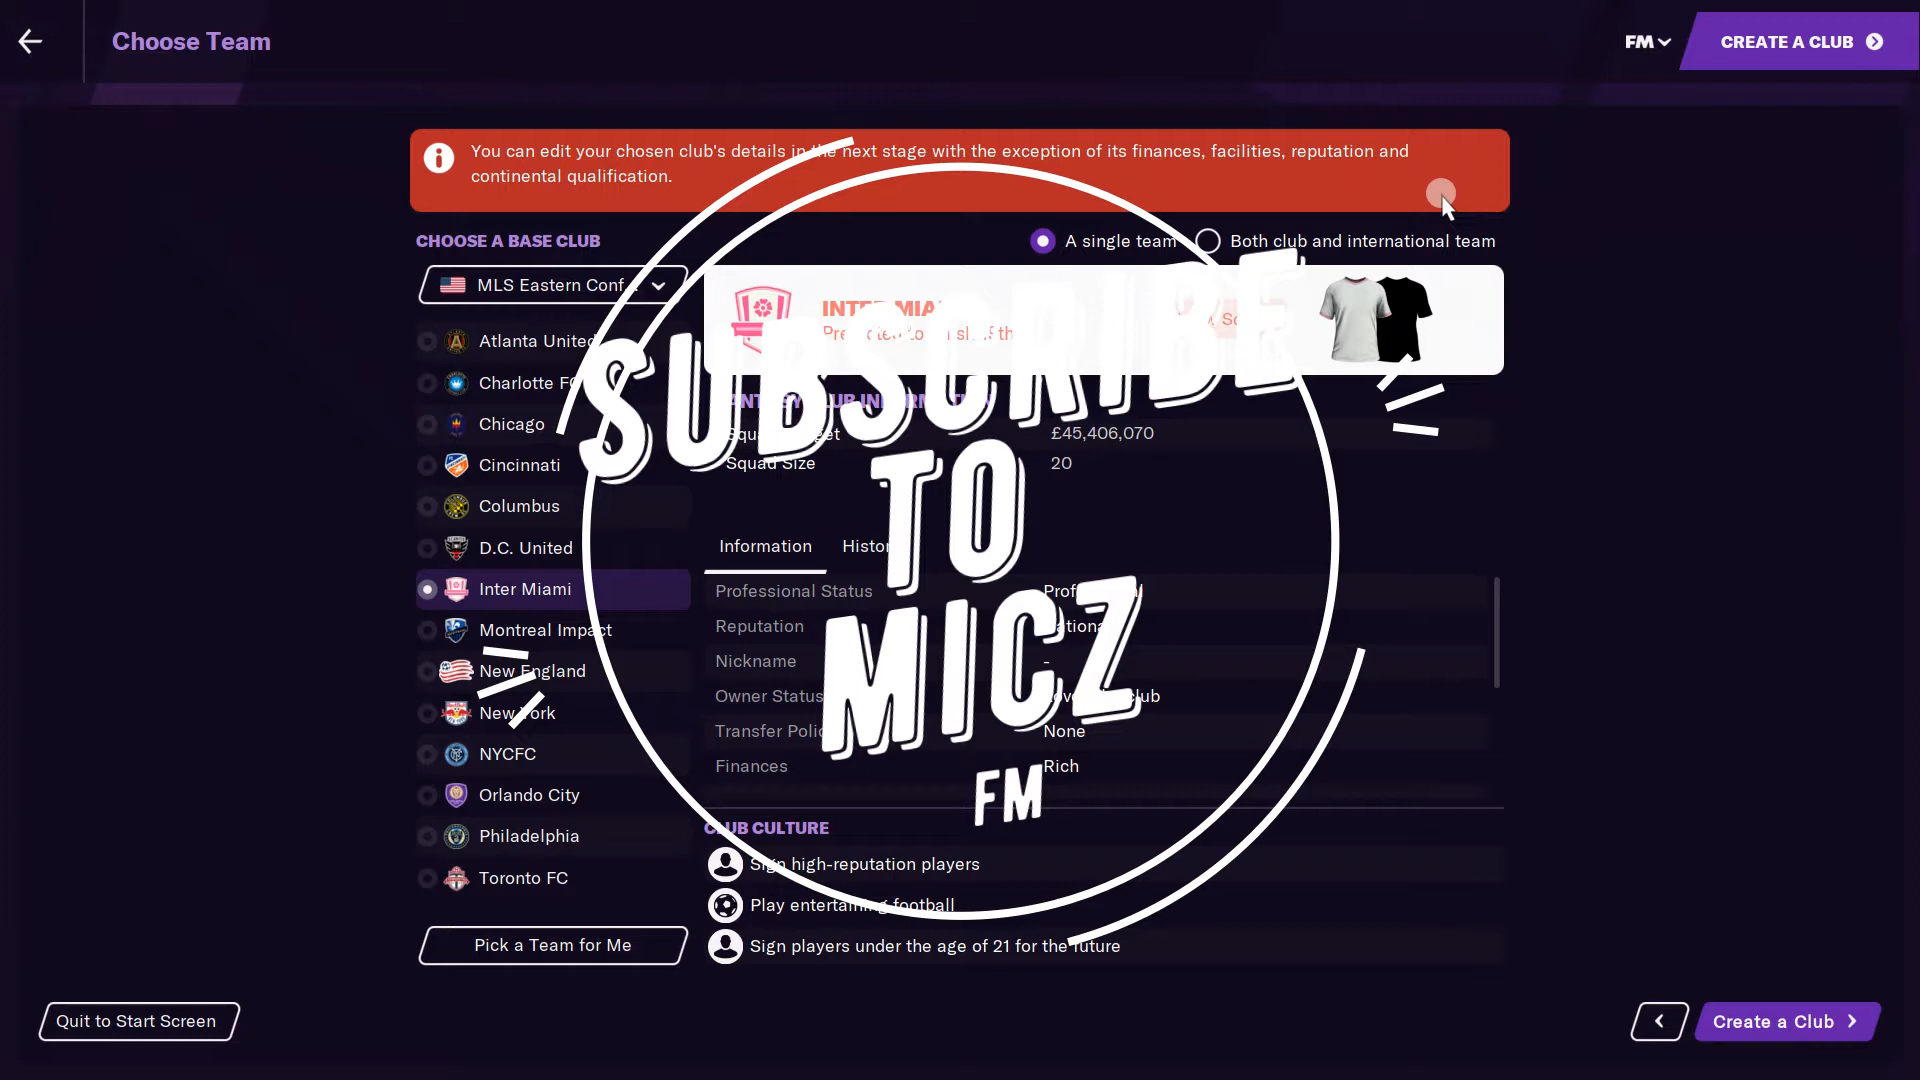 Choose Team
FM
CREATE A CLUB
You can edit your chosen club's details in the next stage with the exception of its finances, facilities, reputation and
continental qualification.
CHOOSE A BASE CLUB
A single team
Both club and international team
MLS Eastern Conf...
Atlanta United
Charlotte FC
Chicago
Cincinnati
Columbus
D.C. United
Inter Miami
Montreal Impact
New England
New York
NYCFC
Orlando City
Philadelphia
Toronto FC
Pick a Team for Me
INTER MIAMI
SUBSCRIBE
TO
MICZ
FM
£45,406,070
Squad Size
20
Information
Professional Status
Reputation
Nickname
-
Owner Status
Club
None
Finances
Rich
CLUB CULTURE
Sign high-reputation players
Play entertaining football
Sign players under the age of 21 for the future
Quit to Start Screen
Create a Club